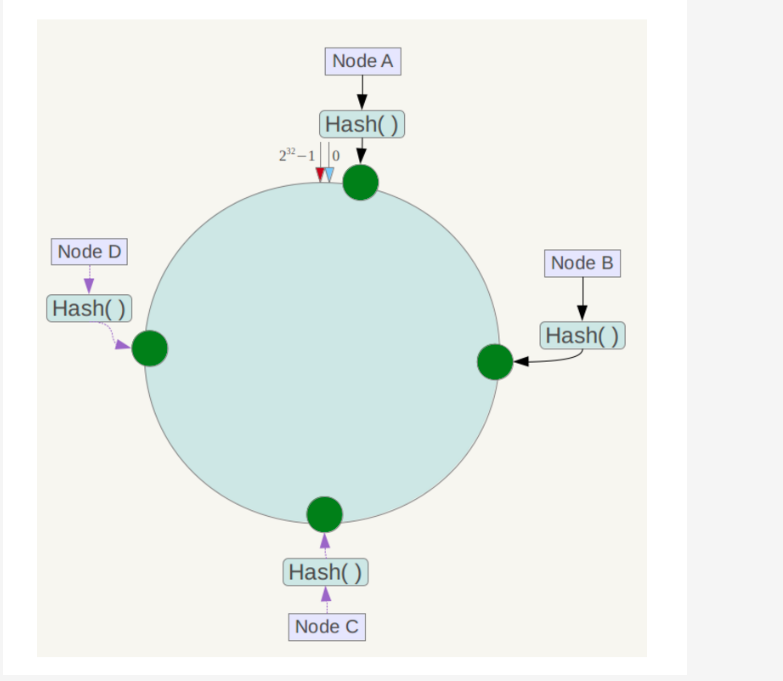 Node A
Hash( )
2³²−1
0
Node D
Node B
Hash( )
Hash( )
Hash( )
Node C